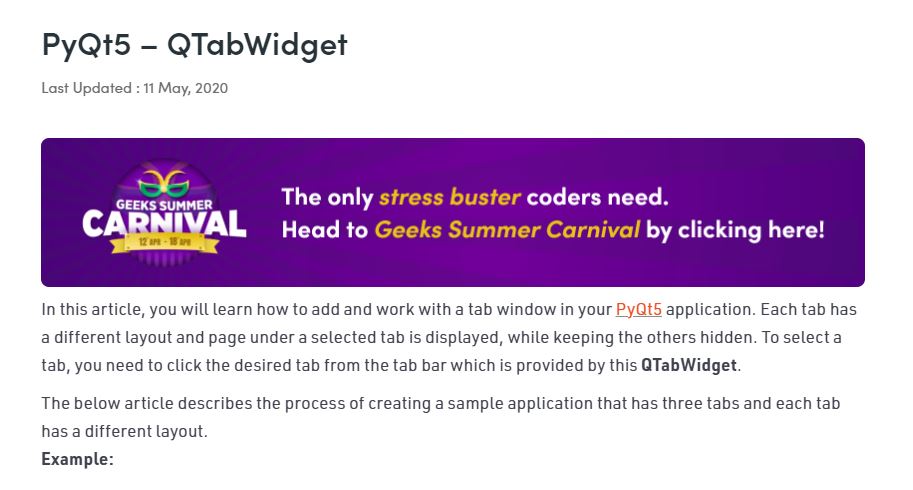 PyQt5 – QTabWidget
Last Updated : 11 May, 2020
GEEKS SUMMER
CARNIVAL
12 APR - 18 APR
The only stress buster coders need.
Head to Geeks Summer Carnival by clicking here!
In this article, you will learn how to add and work with a tab window in your PyQt5 application. Each tab has
a different layout and page under a selected tab is displayed, while keeping the others hidden. To select a
tab, you need to click the desired tab from the tab bar which is provided by this QTabWidget.
The below article describes the process of creating a sample application that has three tabs and each tab
has a different layout.
Example: